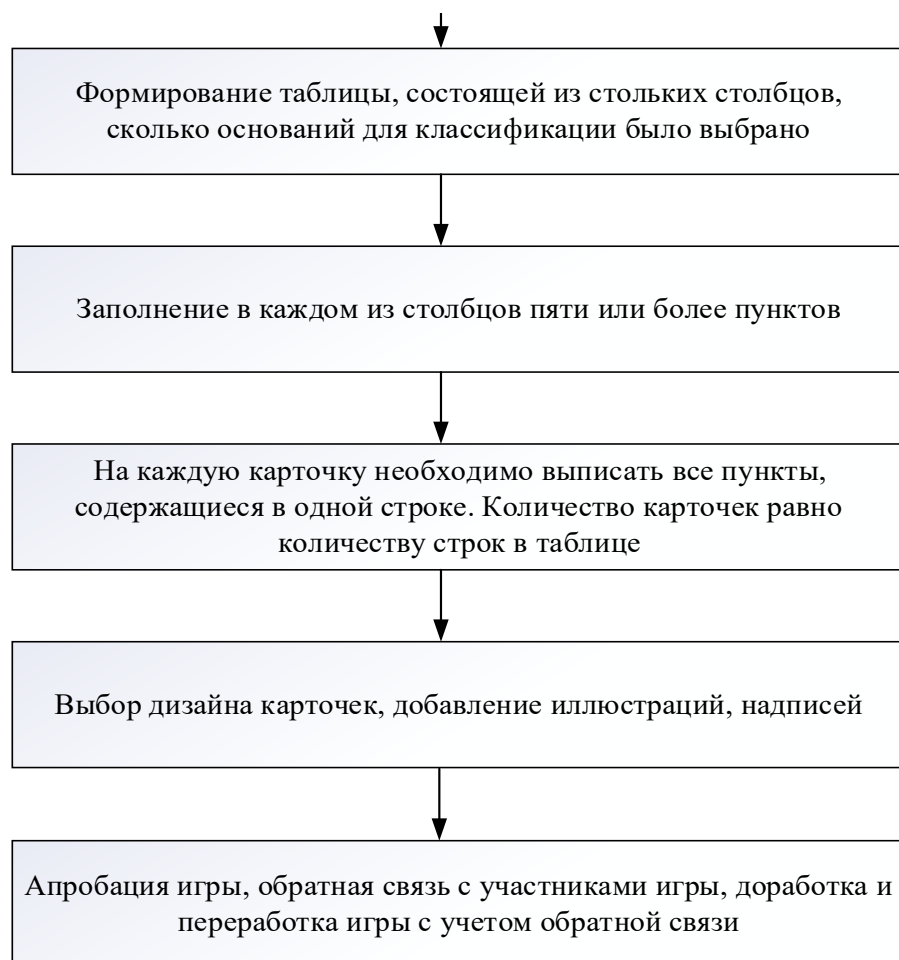 Формирование таблицы, состоящей из стольких столбцов,
сколько оснований для классификации было выбрано
Заполнение в каждом из столбцов пяти или более пунктов
На каждую карточку необходимо выписать все пункты,
содержащиеся в одной строке. Количество карточек равно
количеству строк в таблице
Выбор дизайна карточек, добавление иллюстраций, надписей
Апробация игры, обратная связь с участниками игры, доработка и
переработка игры с учетом обратной связи